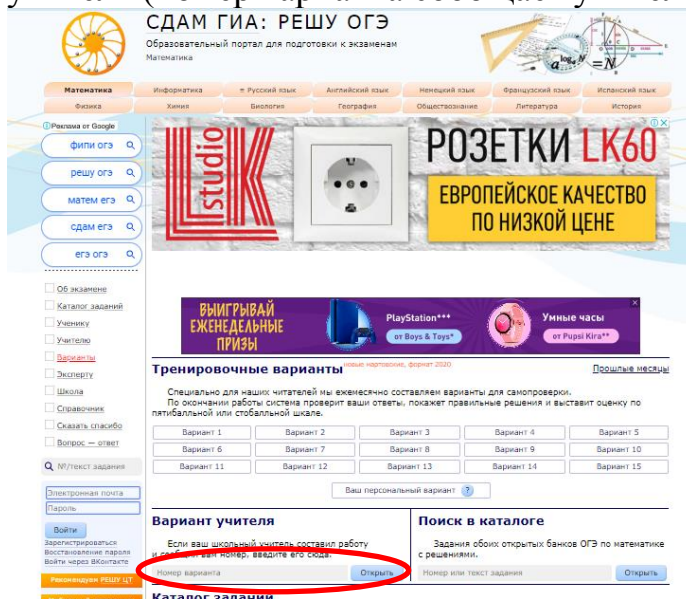 СДАМ ГИА: РЕШУ ОГЭ
Образовательный портал для подготовки к экзаменам
Математика
Математика Информатика Русский язык Английский язык Немецкий язык Французский язык Испанский язык
Физика Химия Биология География Обществознание Литература История
Реклама от Google
фипи огэ
решу огэ
матем егэ
сдам егэ
егэ огэ
studio
РОЗЕТКИ LK60
ЕВРОПЕЙСКОЕ КАЧЕСТВО
ПО НИЗКОЙ ЦЕНЕ
Об экзамене
Каталог заданий
Ученику
Учителю
Варианты
Эксперту
Школа
Справочник
Сказать спасибо
Вопрос — ответ
№/текст задания
Электронная почта
Пароль
Войти
Зарегистрироваться
Восстановление пароля
Войти через ВКонтакте
Рекомендуем РЕШУ ЦТ
ВЫИГРЫВАЙ
ЕЖЕНЕДЕЛЬНЫЕ
ПРИЗЫ
PlayStation***
от Boys & Toys*
Умные часы
от Pupsi Kira**
Тренировочные варианты новые мартовские, формат 2020 Прошлые месяцы
Специально для наших читателей мы ежемесячно составляем варианты для самопроверки.
По окончании работы система проверит ваши ответы, покажет правильные решения и выставит оценку по
пятибалльной или стобалльной шкале.
Вариант 1 Вариант 2 Вариант 3 Вариант 4 Вариант 5
Вариант 6 Вариант 7 Вариант 8 Вариант 9 Вариант 10
Вариант 11 Вариант 12 Вариант 13 Вариант 14 Вариант 15
Ваш персональный вариант ?
Вариант учителя
Если ваш школьный учитель составил работу
и сообщил вам номер, введите его сюда.
Номер варианта Открыть
Поиск в каталоге
Задания обоих открытых банков ОГЭ по математике
с решениями.
Номер или текст задания Открыть
Каталог заданий